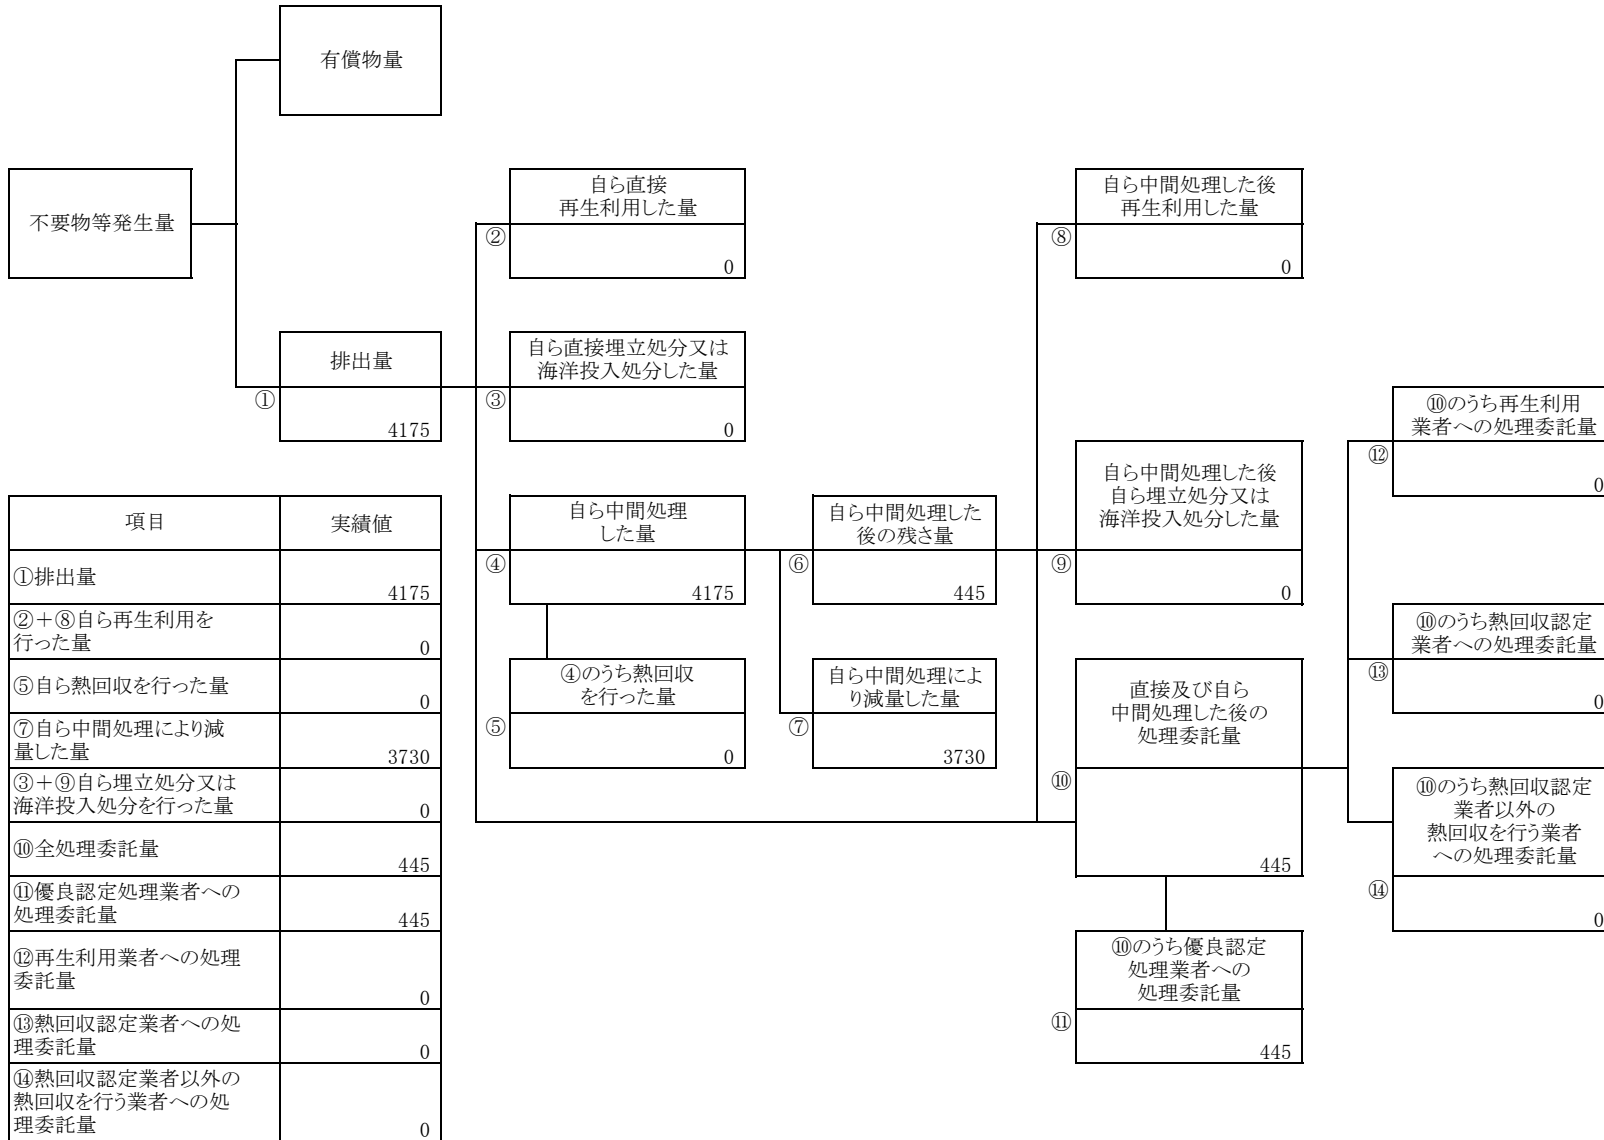 有償物量
不要物等発生量
自ら直接
再生利用した量
②
0
自ら中間処理した後
再生利用した量
⑧
0
排出量
①
4175
自ら直接埋立処分又は
海洋投入処分した量
③
0
⑩のうち再生利用
業者への処理委託量
⑫
0
自ら中間処理
した量
④
4175
自ら中間処理した
後の残さ量
⑥
445
自ら中間処理した後
自ら埋立処分又は
海洋投入処分した量
⑨
0
④のうち熱回収
を行った量
⑤
0
自ら中間処理によ
り減量した量
⑦
3730
直接及び自ら
中間処理した後の
処理委託量
⑩
445
⑩のうち熱回収認定
業者への処理委託量
⑬
0
⑩のうち熱回収認定
業者以外の
熱回収を行う業者
への処理委託量
⑭
0
⑩のうち優良認定
処理業者への
処理委託量
⑪
445
項目 実績値
①排出量
4175
②＋⑧自ら再生利用を
行った量
0
⑤自ら熱回収を行った量
0
⑦自ら中間処理により減
量した量
3730
③＋⑨自ら埋立処分又は
海洋投入処分を行った量
0
⑩全処理委託量
445
⑪優良認定処理業者への
処理委託量
445
⑫再生利用業者への処理
委託量
0
⑬熱回収認定業者への処
理委託量
0
⑭熱回収認定業者以外の
熱回収を行う業者への処
理委託量
0